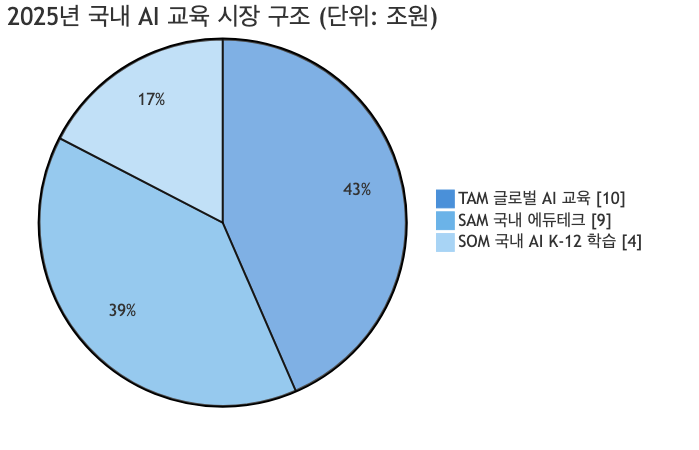 2025년 국내 AI 교육 시장 구조 (단위: 조원)
17%
43%
39%
TAM 글로벌 AI 교육 [10]
SAM 국내 에듀테크 [9]
SOM 국내 AI K-12 학습 [4]